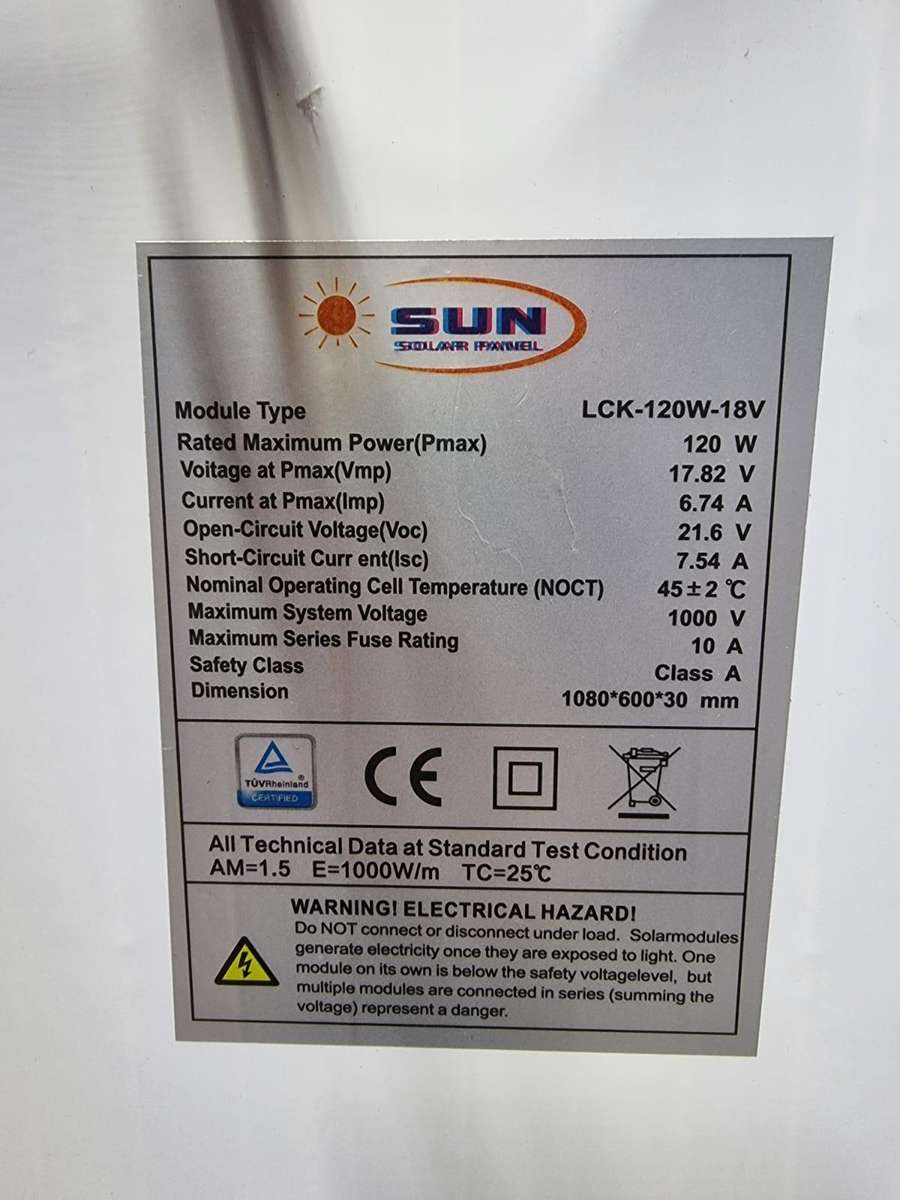 SUN
SOLAR PANEL
Module Type LCK-120W-18V
Rated Maximum Power(Pmax) 120 W
Voitage at Pmax(Vmp) 17.82 V
Current at Pmax(Imp) 6.74 A
Open-Circuit Voltage(Voc) 21.6 V
Short-Circuit Curr ent(Isc) 7.54 A
Nominal Operating Cell Temperature (NOCT) 45±2 ℃
Maximum System Voltage 1000 V
Maximum Series Fuse Rating 10 A
Safety Class Class A
Dimension 1080*600*30 mm
TÜVRheinland ®
CERTIFIED
CE
All Technical Data at Standard Test Condition
AM=1.5 E=1000W/m TC=25℃
WARNING! ELECTRICAL HAZARD!
Do NOT connect or disconnect under load. Solarmodules
generate electricity once they are exposed to light. One
module on its own is below the safety voltagelevel, but
multiple modules are connected in series (summing the
voltage) represent a danger.